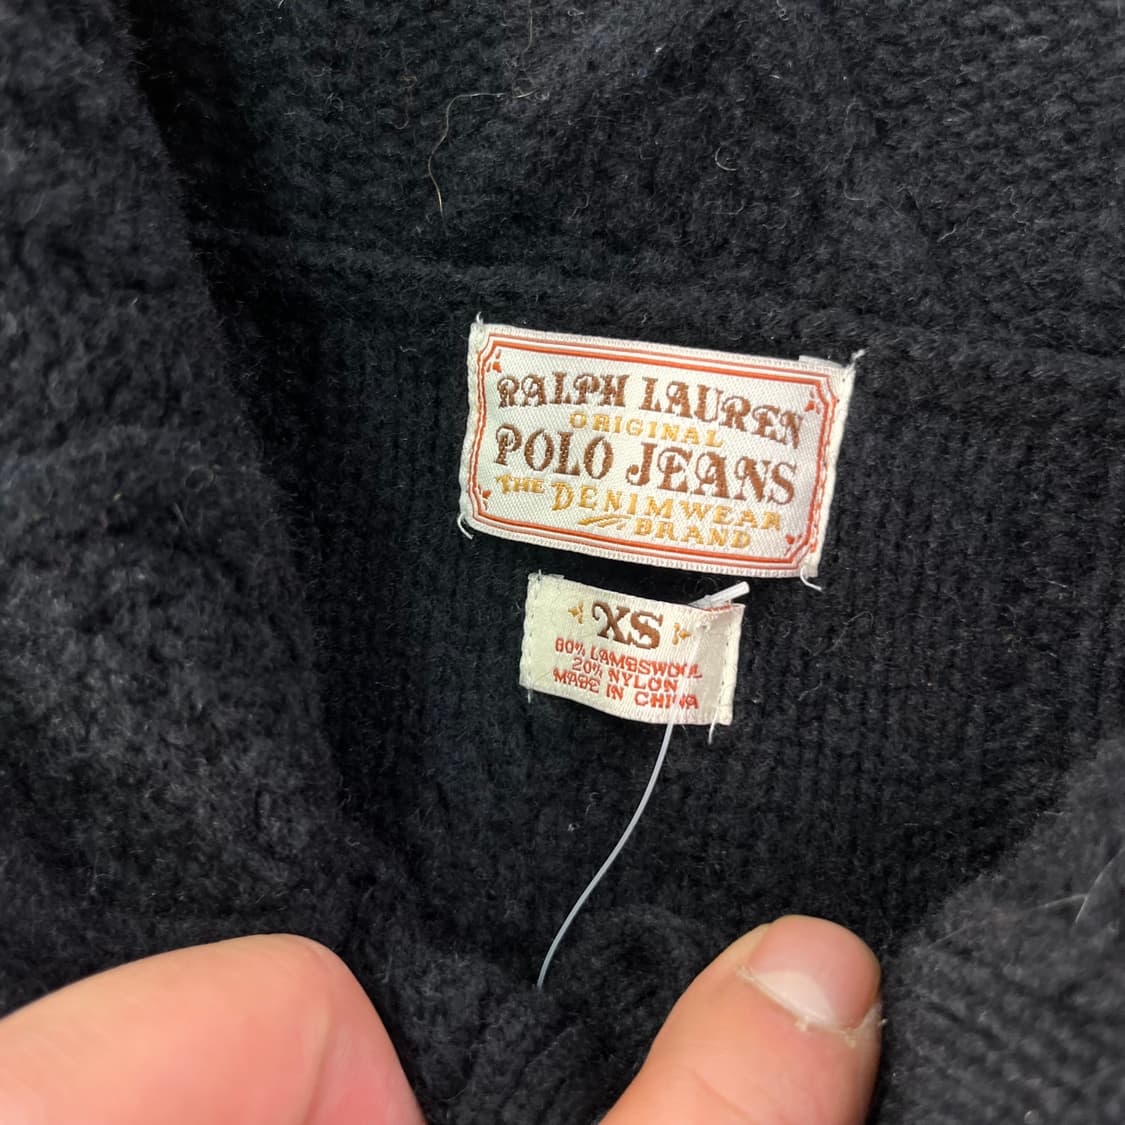 RALPH LAUREN
ORIGINAL
POLO JEANS
THE DENIMWEAR
BRAND
XS
80% LAMBSWOOL
20% NYLON
MADE IN CHINA